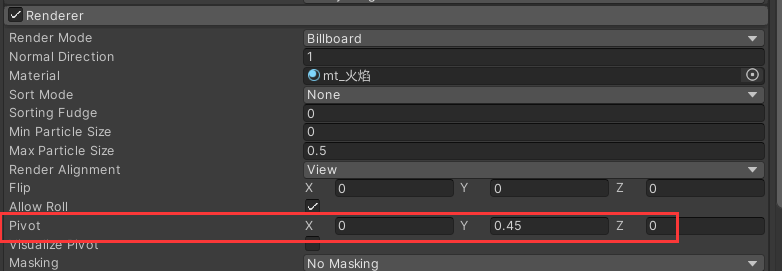 Renderer
Render Mode Billboard
Normal Direction 1
Material mt_火焰
Sort Mode None
Sorting Fudge 0
Min Particle Size 0
Max Particle Size 0.5
Render Alignment View
Flip X 0 Y 0 Z 0
Allow Roll
Pivot X 0 Y 0.45 Z 0
Visualize Pivot
Masking No Masking